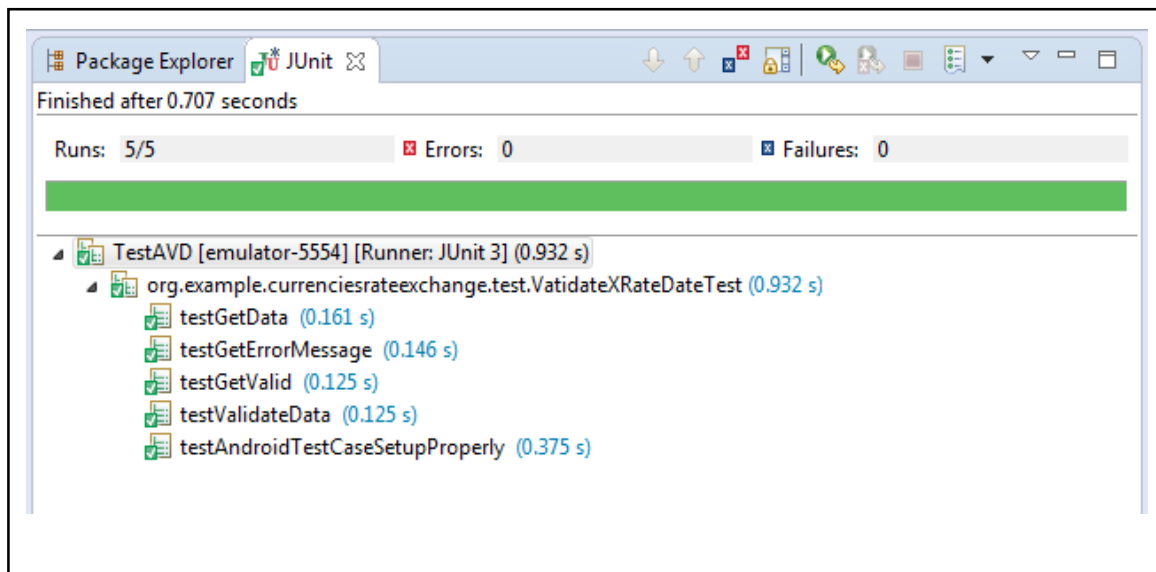 Package Explorer JUnit
Finished after 0.707 seconds
Runs: 5/5 Errors: 0 Failures: 0
TestAVD [emulator-5554] [Runner: JUnit 3] (0.932 s)
org.example.currenciesrateexchange.test.VatidateXRateDateTest (0.932 s)
testGetData (0.161 s)
testGetErrorMessage (0.146 s)
testGetValid (0.125 s)
testValidateData (0.125 s)
testAndroidTestCaseSetupProperly (0.375 s)